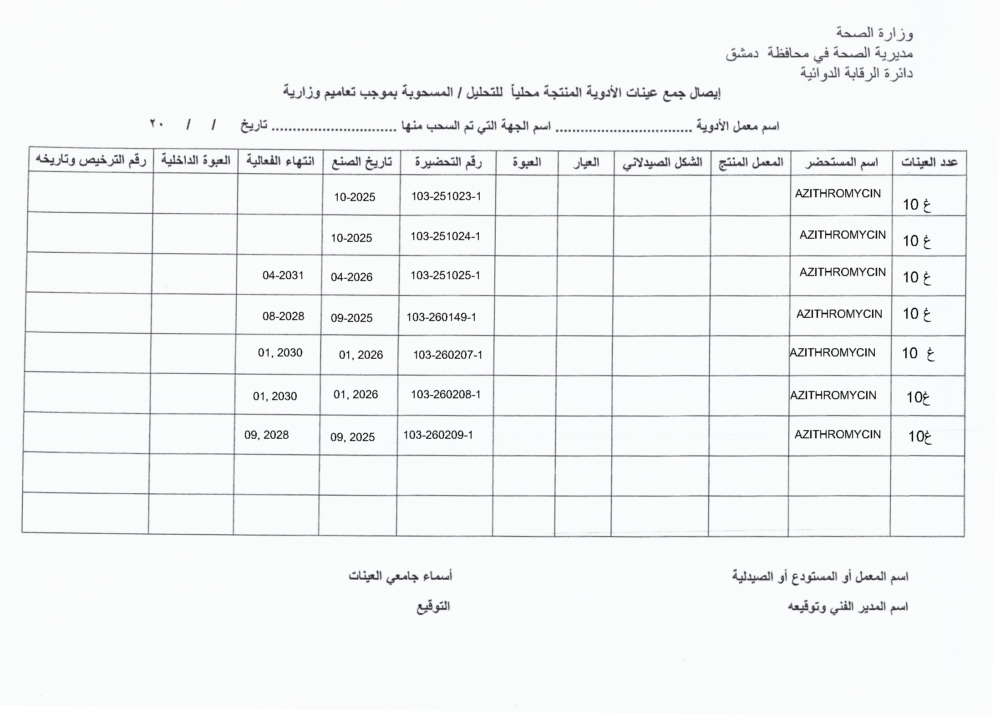 وزارة الصحة
مديرية الصحة في محافظة دمشق
دائرة الرقابة الدوائية
إيصال جمع عينات الأدوية المنتجة محلياً للتحليل / المسحوبة بموجب تعاميم وزارية
اسم معمل الأدوية ................................ اسم الجهة التي تم السحب منها ............................. تاريخ / / ٢٠
عدد العينات اسم المستحضر المعمل المنتج الشكل الصيدلاني العيار العبوة رقم التحضيرة تاريخ الصنع انتهاء الفعالية العبوة الداخلية رقم الترخيص وتاريخه
10 غ AZITHROMYCIN 103-251023-1 10-2025
10 غ AZITHROMYCIN 103-251024-1 10-2025
10 غ AZITHROMYCIN 103-251025-1 04-2026 04-2031
10 غ AZITHROMYCIN 103-260149-1 09-2025 08-2028
10 غ AZITHROMYCIN 103-260207-1 01, 2026 01, 2030
10غ AZITHROMYCIN 103-260208-1 01, 2026 01, 2030
10غ AZITHROMYCIN 103-260209-1 09, 2025 09, 2028
اسم المعمل أو المستودع أو الصيدلية أسماء جامعي العينات
اسم المدير الفني وتوقيعه التوقيع